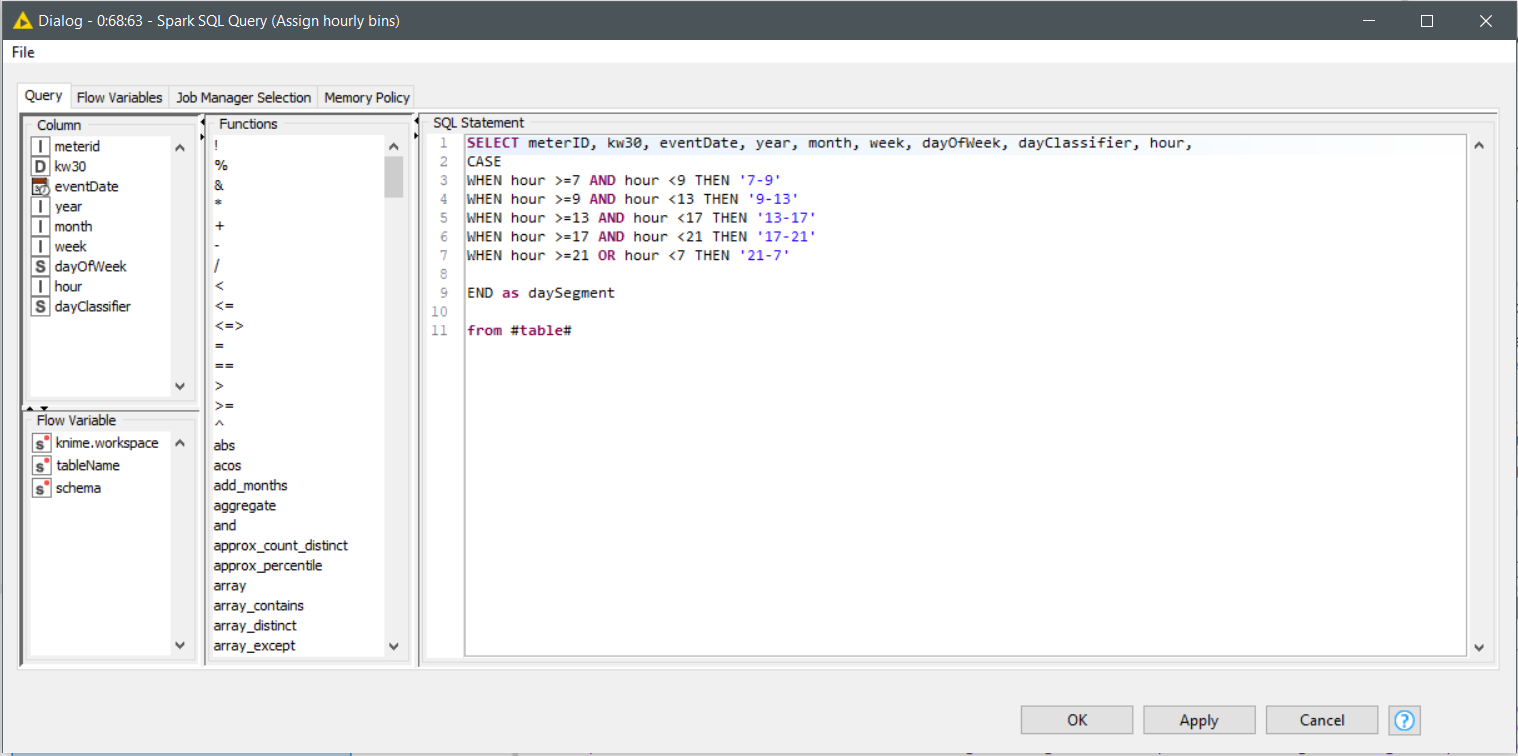 Dialog - 0:68:63 - Spark SQL Query (Assign hourly bins)
File
Query
Flow Variables
Job Manager Selection
Memory Policy
Column
I meterid
D kw30
eventDate
I year
I month
I week
S dayOfWeek
I hour
S dayClassifier
Flow Variable
s knime.workspace
s tableName
s schema
Functions
!
%
&
*
+
-
/
<
<=
<=>
=
==
>
>=
^
abs
acos
add_months
aggregate
and
approx_count_distinct
approx_percentile
array
array_contains
array_distinct
array_except
SQL Statement
1 SELECT meterID, kw30, eventDate, year, month, week, dayOfWeek, dayClassifier, hour,
2 CASE
3 WHEN hour >=7 AND hour <9 THEN '7-9'
4 WHEN hour >=9 AND hour <13 THEN '9-13'
5 WHEN hour >=13 AND hour <17 THEN '13-17'
6 WHEN hour >=17 AND hour <21 THEN '17-21'
7 WHEN hour >=21 OR hour <7 THEN '21-7'
8
9 END as daySegment
10
11 from #table#
OK
Apply
Cancel
?